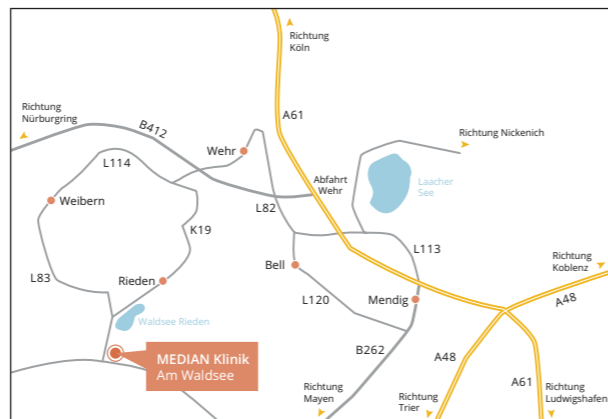 Richtung
Köln
Richtung
Nürburgring
B412
A61
Wehr
Richtung Nickenich
L114
Abfahrt
Wehr
Laacher
See
Weibern
L82
K19
L113
Bell
Richtung
Koblenz
L83
Rieden
L120
Mendig
A48
Waldsee Rieden
B262
MEDIAN Klinik
Am Waldsee
A48
A61
Richtung
Mayen
Richtung
Trier
Richtung
Ludwigshafen